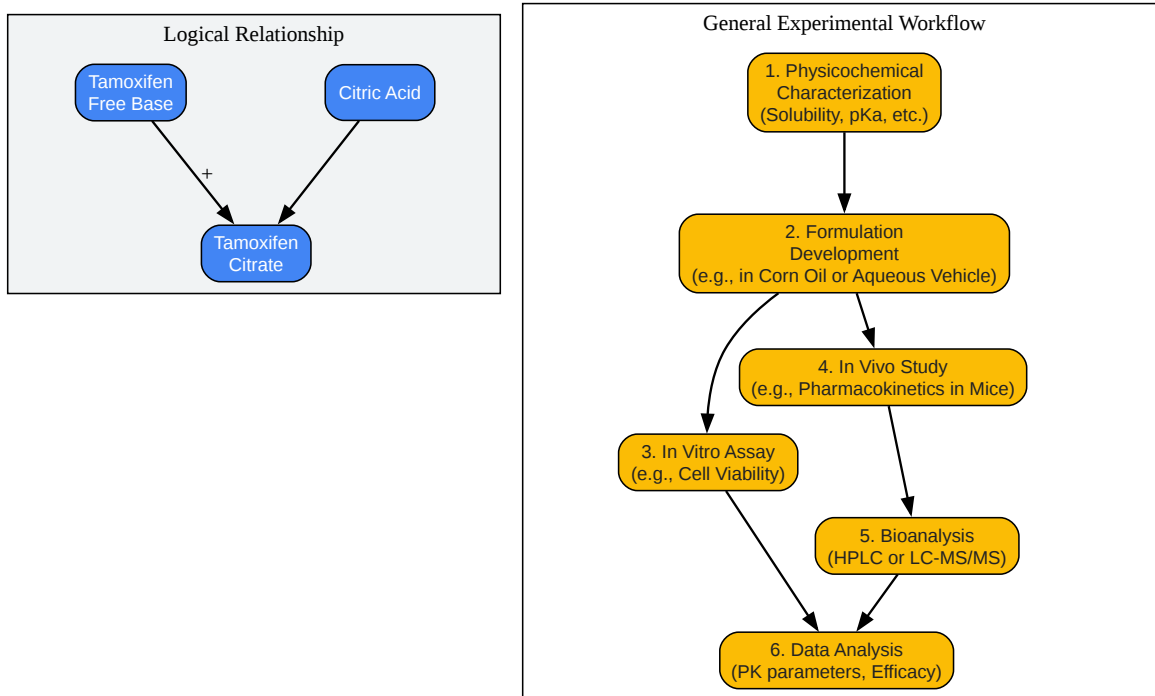 Logical Relationship
Tamoxifen
Free Base
Citric Acid
+
Tamoxifen
Citrate
General Experimental Workflow
1. Physicochemical
Characterization
(Solubility, pKa, etc.)
2. Formulation
Development
(e.g., in Corn Oil or Aqueous Vehicle)
4. In Vivo Study
(e.g., Pharmacokinetics in Mice)
3. In Vitro Assay
(e.g., Cell Viability)
5. Bioanalysis
(HPLC or LC-MS/MS)
6. Data Analysis
(PK parameters, Efficacy)